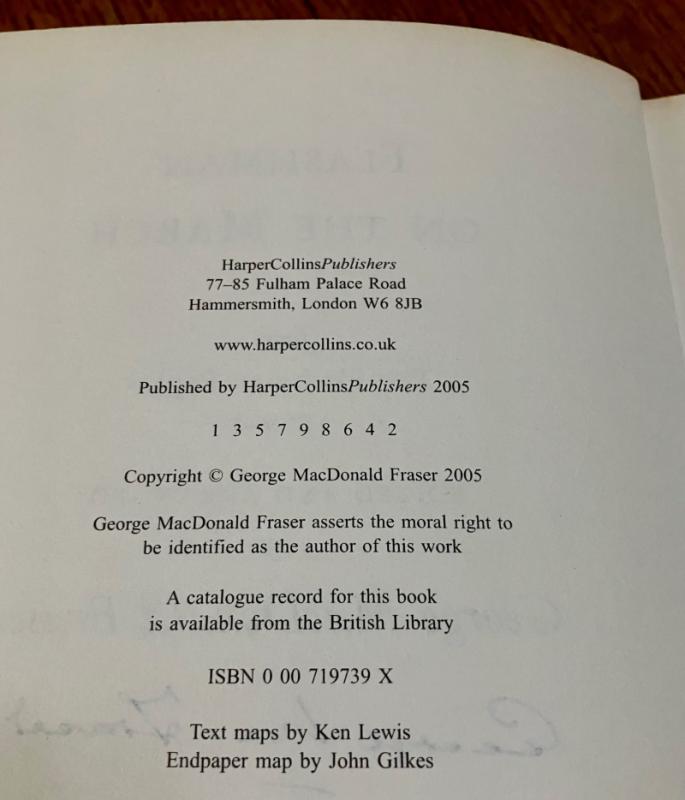 HarperCollinsPublishers
77–85 Fulham Palace Road
Hammersmith, London W6 8JB
www.harpercollins.co.uk
Published by HarperCollinsPublishers 2005
1 3 5 7 9 8 6 4 2
Copyright © George MacDonald Fraser 2005
George MacDonald Fraser asserts the moral right to
be identified as the author of this work
A catalogue record for this book
is available from the British Library
ISBN 0 00 719739 X
Text maps by Ken Lewis
Endpaper map by John Gilkes